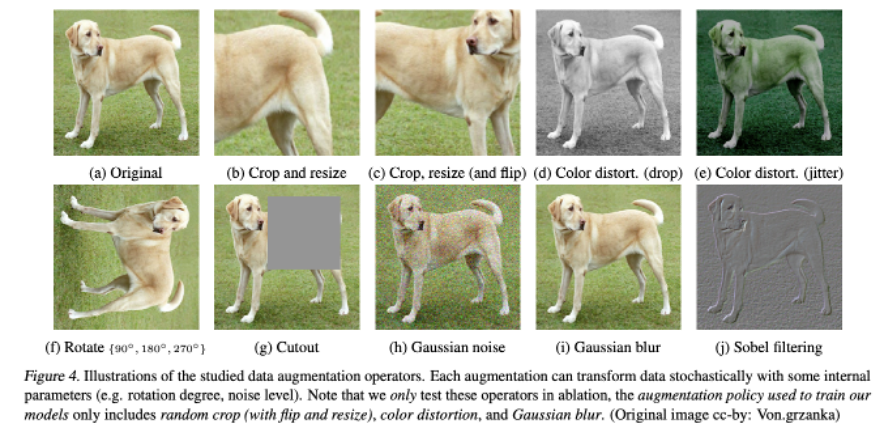 (a) Original (b) Crop and resize (c) Crop, resize (and flip) (d) Color distort. (drop) (e) Color distort. (jitter)
(f) Rotate {90°, 180°, 270°} (g) Cutout (h) Gaussian noise (i) Gaussian blur (j) Sobel filtering
Figure 4. Illustrations of the studied data augmentation operators. Each augmentation can transform data stochastically with some internal
parameters (e.g. rotation degree, noise level). Note that we only test these operators in ablation, the augmentation policy used to train our
models only includes random crop (with flip and resize), color distortion, and Gaussian blur. (Original image cc-by: Von.grzanka)